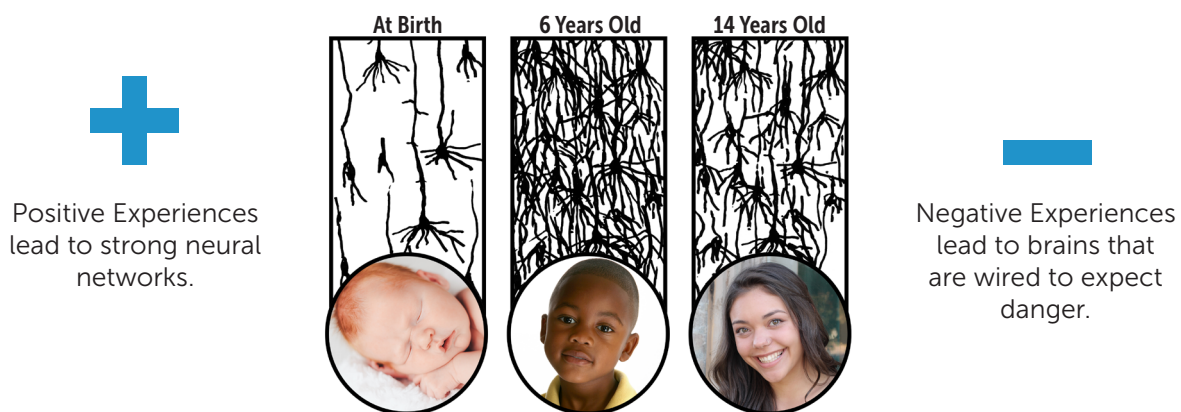 At Birth
6 Years Old
14 Years Old
Positive Experiences
lead to strong neural
networks.
Negative Experiences
lead to brains that
are wired to expect
danger.